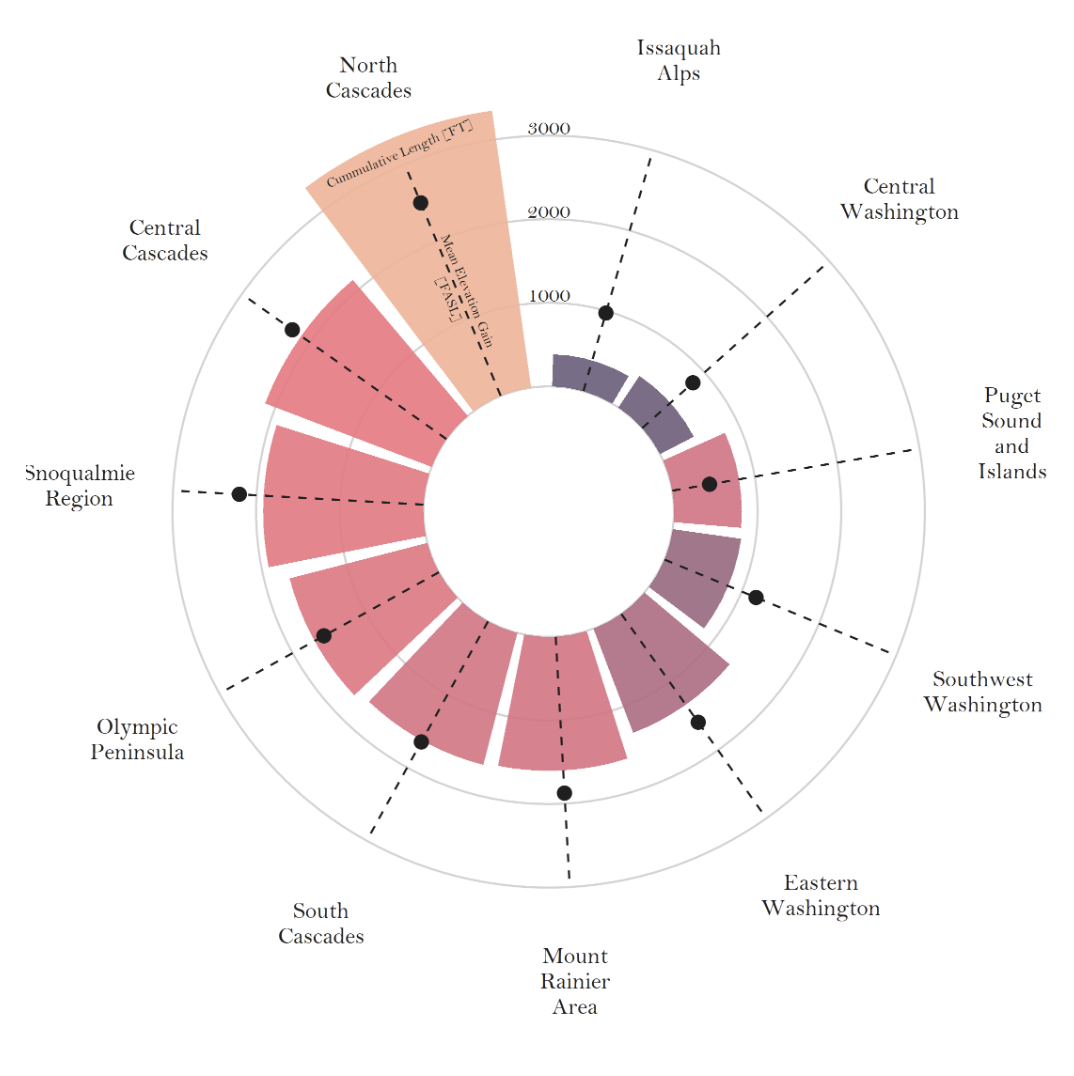 Issaquah
Alps
North
Cascades
3000
Cummulative Length [FT]
Central
Washington
2000
Central
Cascades
Mean Elevation Gain
[FASL]
1000
Puget
Sound
and
Islands
Snoqualmie
Region
Southwest
Washington
Olympic
Peninsula
Eastern
Washington
South
Cascades
Mount
Rainier
Area